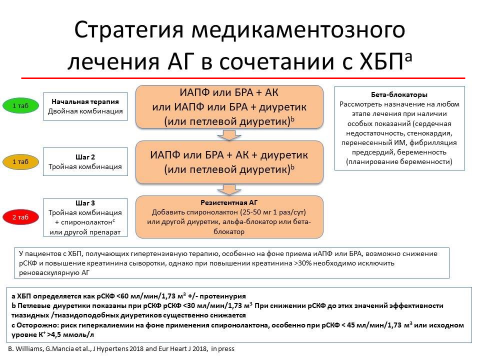 Стратегия медикаментозного
лечения АГ в сочетании с ХБПª
1 таб
Начальная терапия
Двойная комбинация
ИАПФ или БРА + АК
или ИАПФ или БРА + диуретик
(или петлевой диуретик)b
Бета-блокаторы
Рассмотреть назначение на любом
этапе лечения при наличии
особых показаний (сердечная
недостаточность, стенокардия,
перенесенный ИМ, фибрилляция
предсердий, беременность
(планирование беременности)
1 таб
Шаг 2
Тройная комбинация
ИАПФ или БРА + АК + диуретик
(или петлевой диуретик)b
2 таб
Шаг 3
Тройная комбинация
+ спиронолактонc
или другой препарат
Резистентная АГ
Добавить спиронолактон (25-50 мг 1 раз/сут)
или другой диуретик, альфа-блокатор или бета-
блокатор
У пациентов с ХБП, получающих гипертензивную терапию, особенно на фоне приема иАПФ или БРА, возможно снижение
рСКФ и повышение креатинина сыворотки, однако при повышении креатинина >30% необходимо исключить
реноваскулярную АГ
a ХБП определяется как рСКФ <60 мл/мин/1,73 м² +/- протеинурия
b Петлевые диуретики показаны при рСКФ рСКФ <30 мл/мин/1,73 м² При снижении рСКФ до этих значений эффективности
тиазидных /тиазидоподобных диуретиков существенно снижается
c Осторожно: риск гиперкалиемии на фоне применения спиронолактона, особенно при рСКФ < 45 мл/мин/1,73 м² или исходном
уровне К⁺ >4,5 ммоль/л
B. Williams, G.Mancia et al., J Hypertens 2018 and Eur Heart J 2018, in press